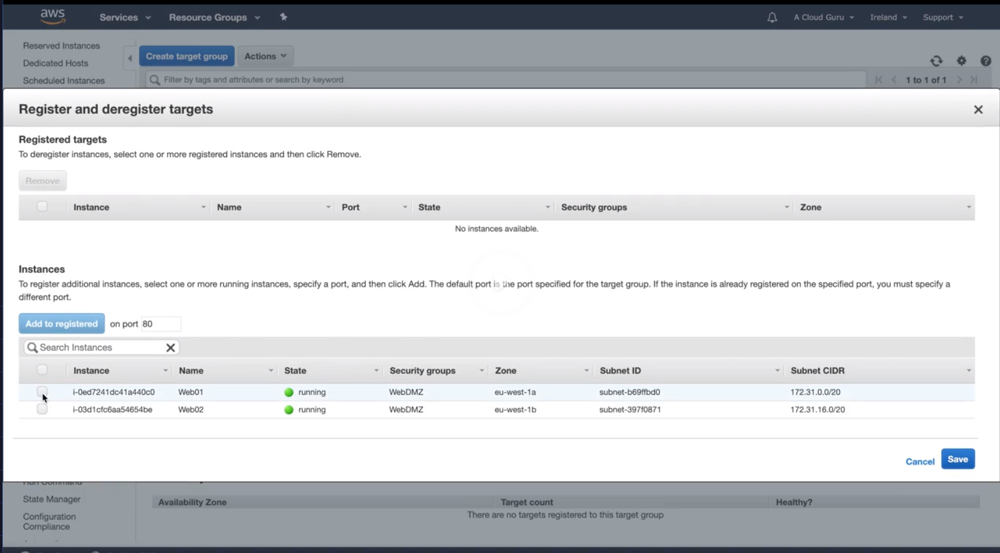 aws Services Resource Groups A Cloud Guru Ireland Support
Reserved Instances
Dedicated Hosts
Scheduled Instances
Create target group Actions
Filter by tags and attributes or search by keyword 1 to 1 of 1
Register and deregister targets
Registered targets
To deregister instances, select one or more registered instances and then click Remove.
Remove
Instance Name Port State Security groups Zone
No instances available.
Instances
To register additional instances, select one or more running instances, specify a port, and then click Add. The default port is the port specified for the target group. If the instance is already registered on the specified port, you must specify a
different port.
Add to registered on port 80
Search Instances
Instance Name State Security groups Zone Subnet ID Subnet CIDR
i-0ed7241dc41a440c0 Web01 running WebDMZ eu-west-1a subnet-b69ffbd0 172.31.0.0/20
i-03d1cfc6aa54654be Web02 running WebDMZ eu-west-1b subnet-397f0871 172.31.16.0/20
Cancel Save
Run Command
State Manager
Configuration
Compliance
Availability Zone Target count Healthy?
There are no targets registered to this target group